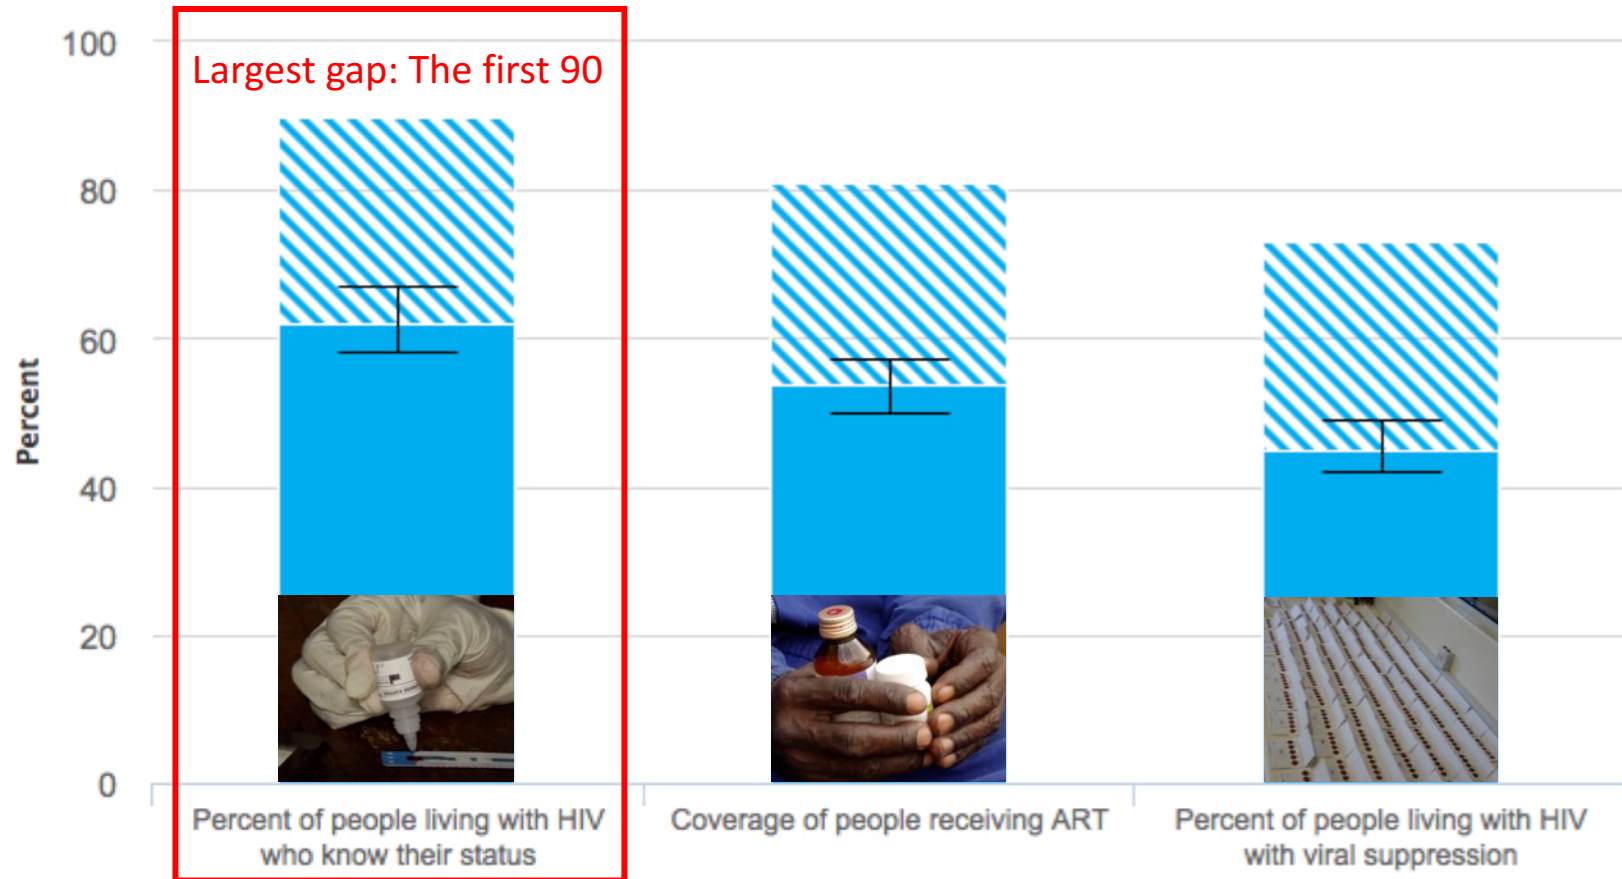 Largest gap: The first 90
Percent
100
80
60
40
20
0
Percent of people living with HIV
who know their status
Coverage of people receiving ART
Percent of people living with HIV
with viral suppression